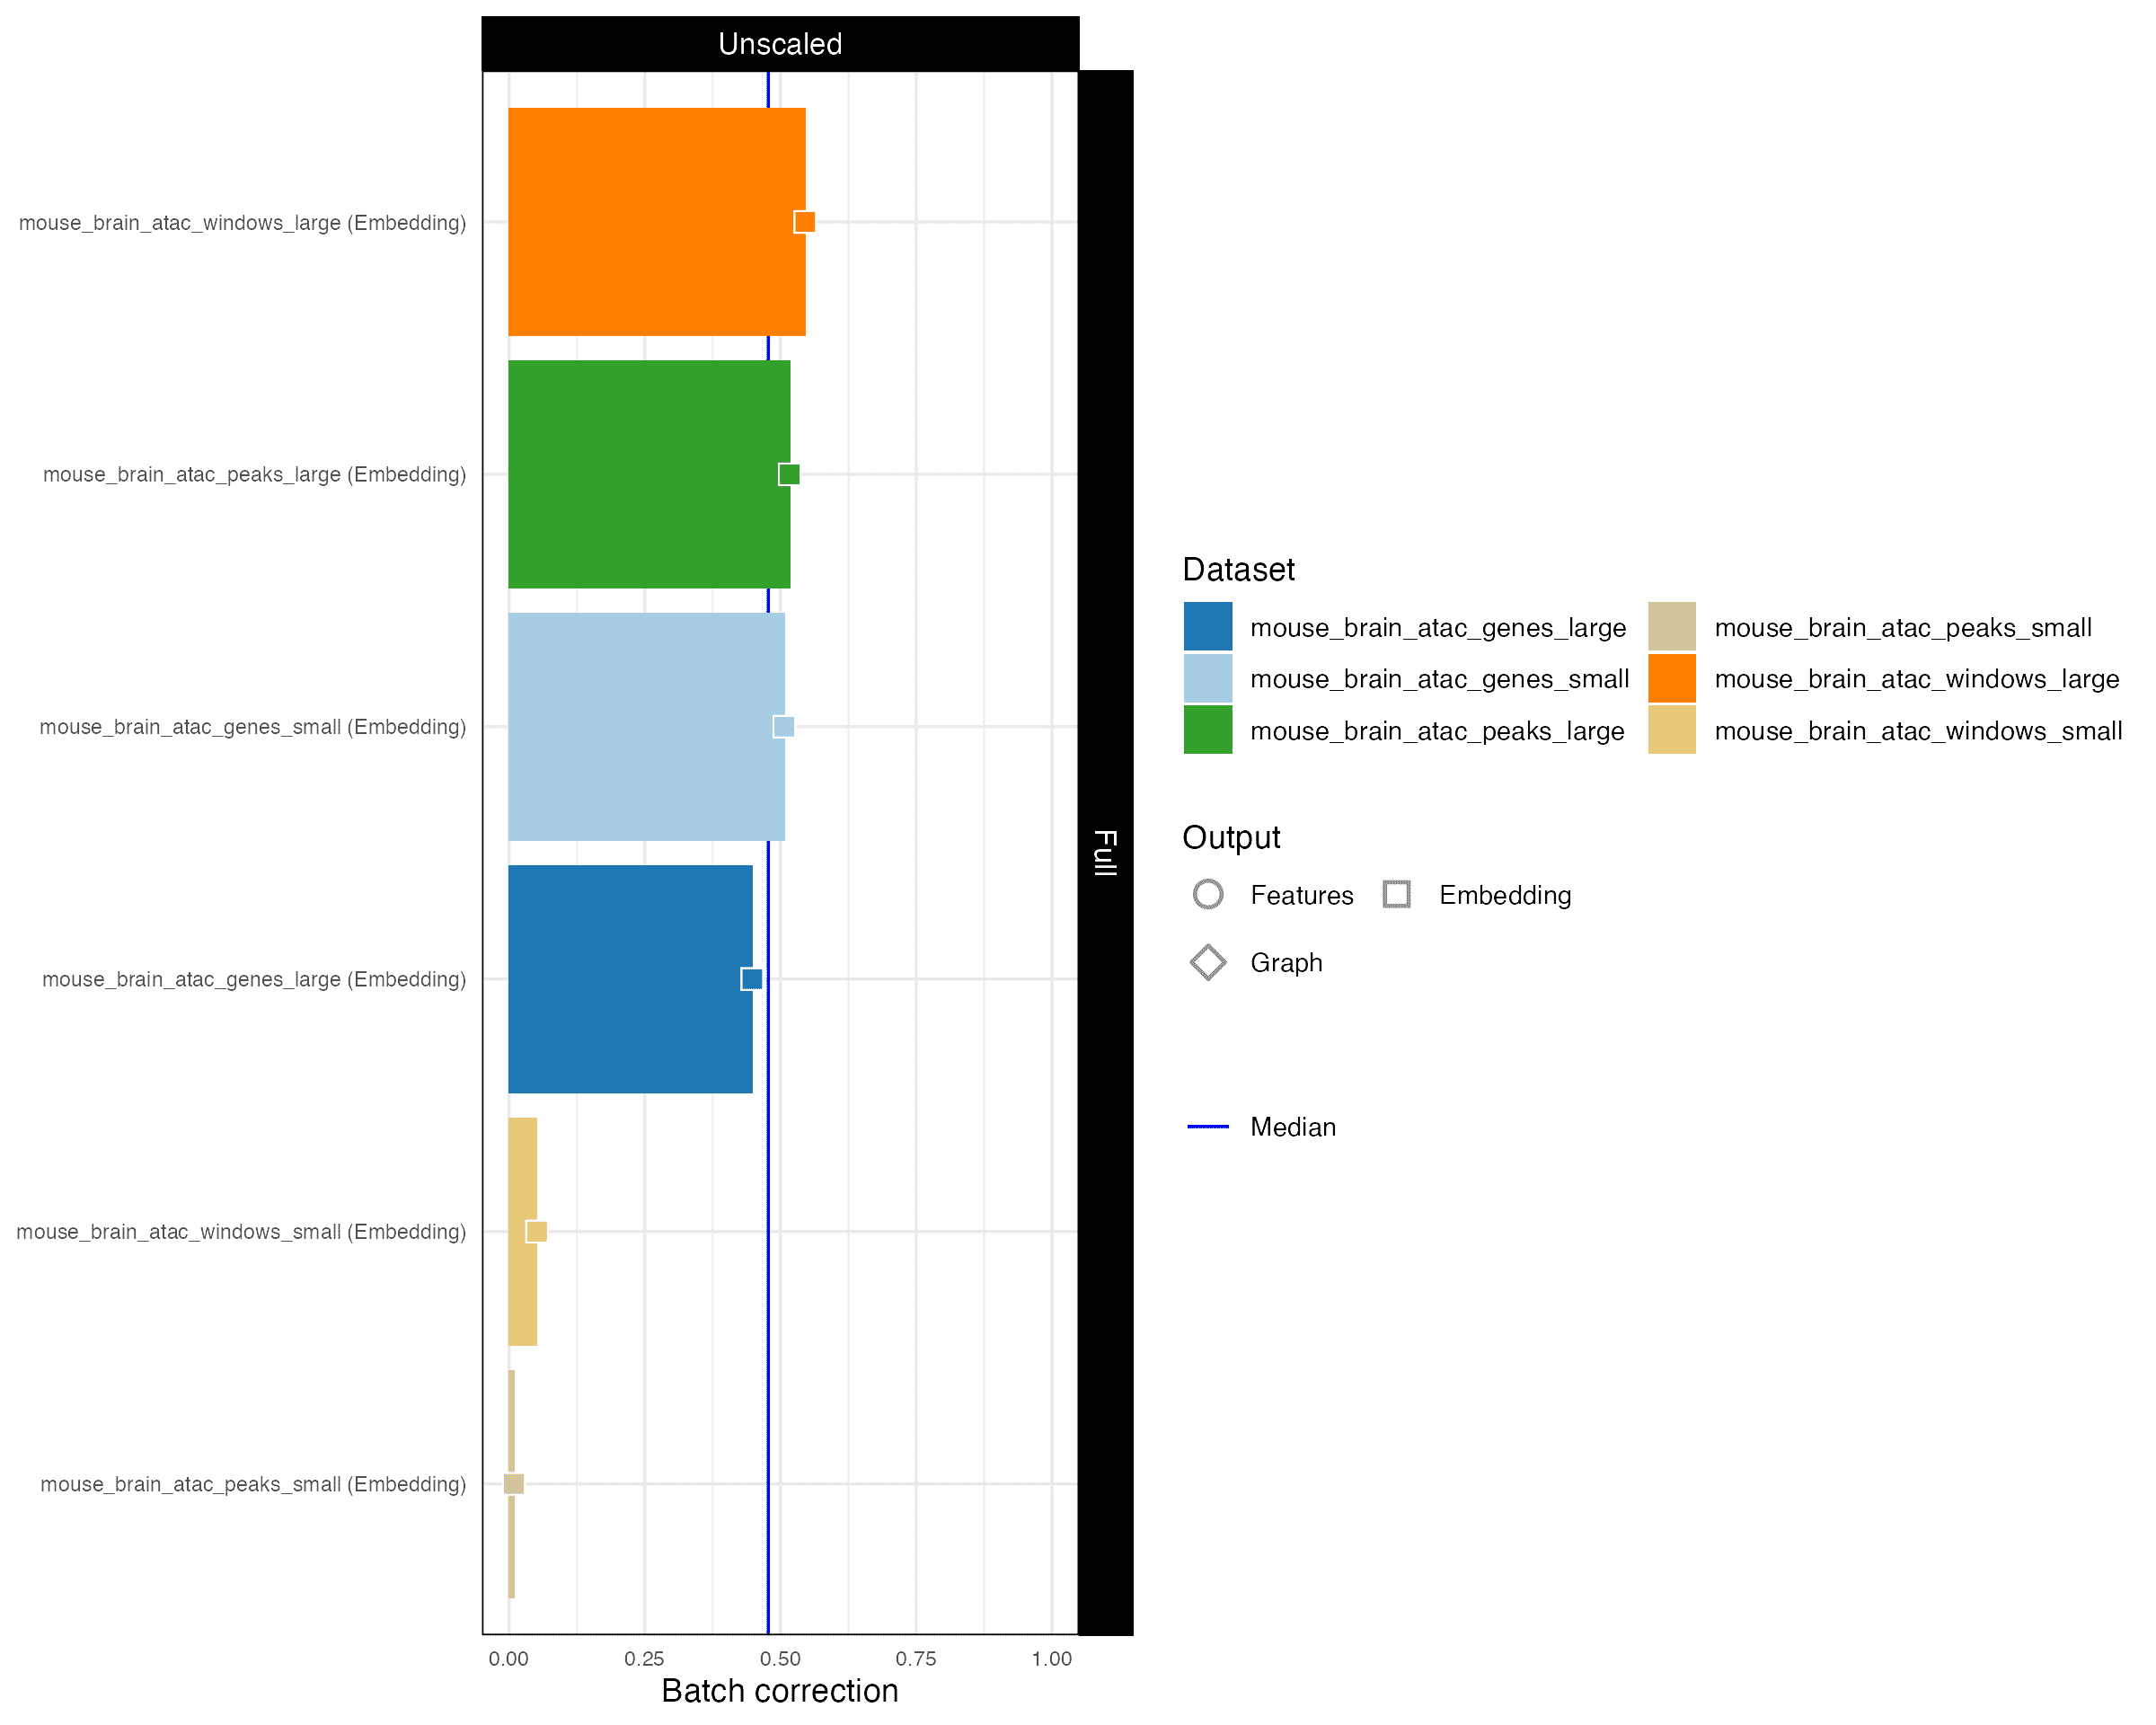 Unscaled
mouse_brain_atac_windows_large (Embedding)
mouse_brain_atac_peaks_large (Embedding)
mouse_brain_atac_genes_small (Embedding)
mouse_brain_atac_genes_large (Embedding)
mouse_brain_atac_windows_small (Embedding)
mouse_brain_atac_peaks_small (Embedding)
0.00 0.25 0.50 0.75 1.00
Batch correction
Full
Dataset
mouse_brain_atac_genes_large mouse_brain_atac_peaks_small
mouse_brain_atac_genes_small mouse_brain_atac_windows_large
mouse_brain_atac_peaks_large mouse_brain_atac_windows_small
Output
Features Embedding
Graph
Median